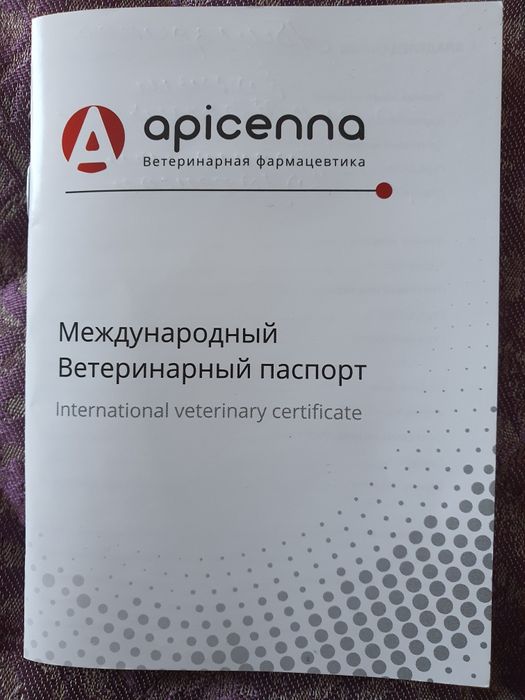 apicenna
Ветеринарная фармацевтика
Международный
Ветеринарный паспорт
International veterinary certificate